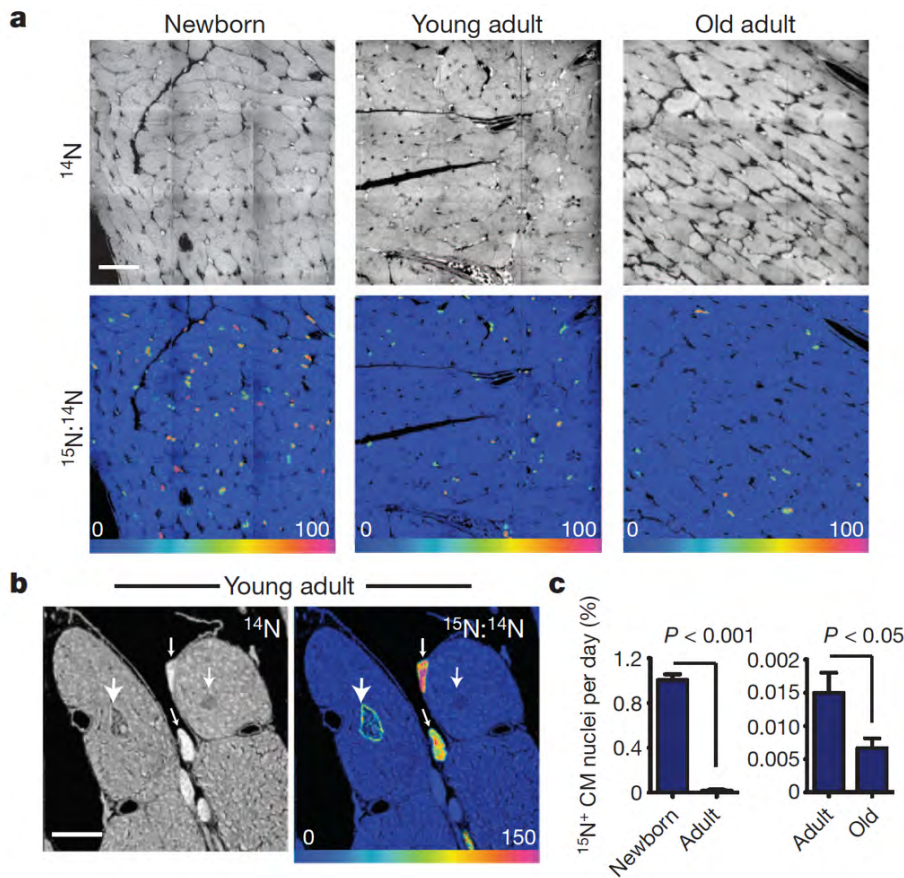 a
Newborn
Young adult
Old adult
¹⁴N
¹⁵N:¹⁴N
0
100
0
100
0
100
b
Young adult
¹⁴N
¹⁵N:¹⁴N
0
150
c
¹⁵N⁺ CM nuclei per day (%)
P < 0.001
1.2
0.8
0.4
0
Newborn
Adult
P < 0.05
0.002
0.015
0.010
0.005
0
Adult
Old